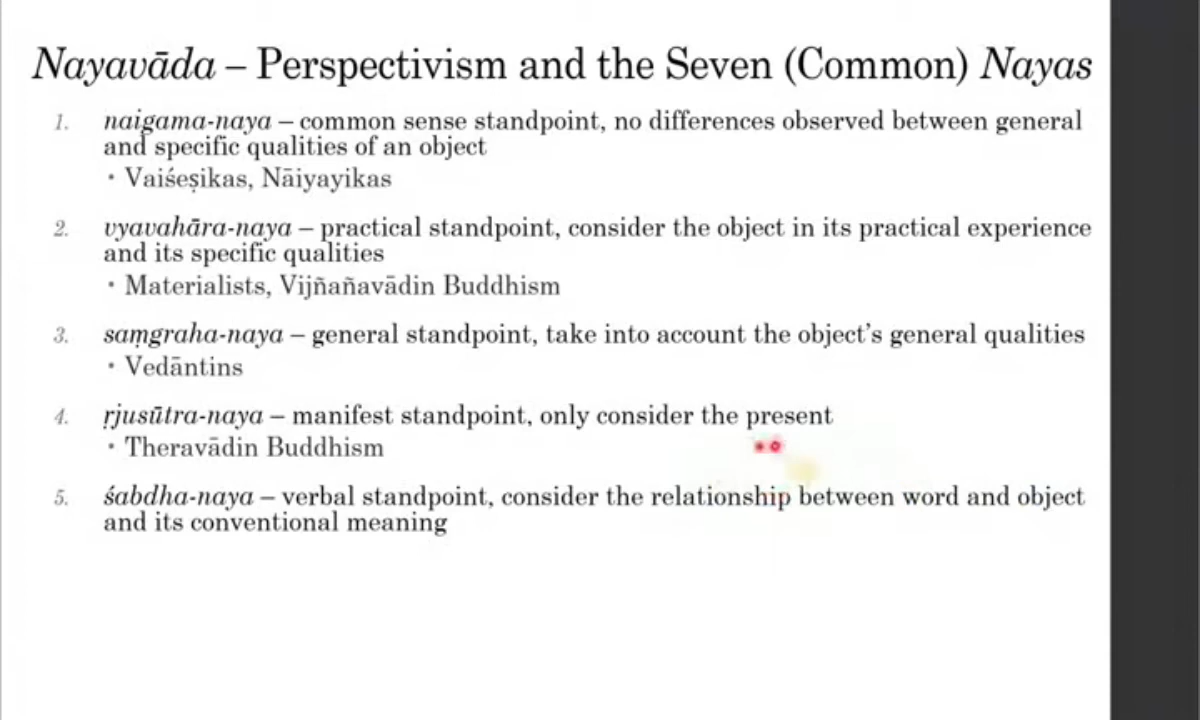 Nayavāda – Perspectivism and the Seven (Common) Nayas
1. naigama-naya – common sense standpoint, no differences observed between general
and specific qualities of an object
• Vaiśeṣikas, Nāiyayikas
2. vyavahāra-naya – practical standpoint, consider the object in its practical experience
and its specific qualities
• Materialists, Vijñañavādin Buddhism
3. saṃgraha-naya – general standpoint, take into account the object's general qualities
• Vedāntins
4. ṛjusūtra-naya – manifest standpoint, only consider the present
• Theravādin Buddhism
5. śabdha-naya – verbal standpoint, consider the relationship between word and object
and its conventional meaning